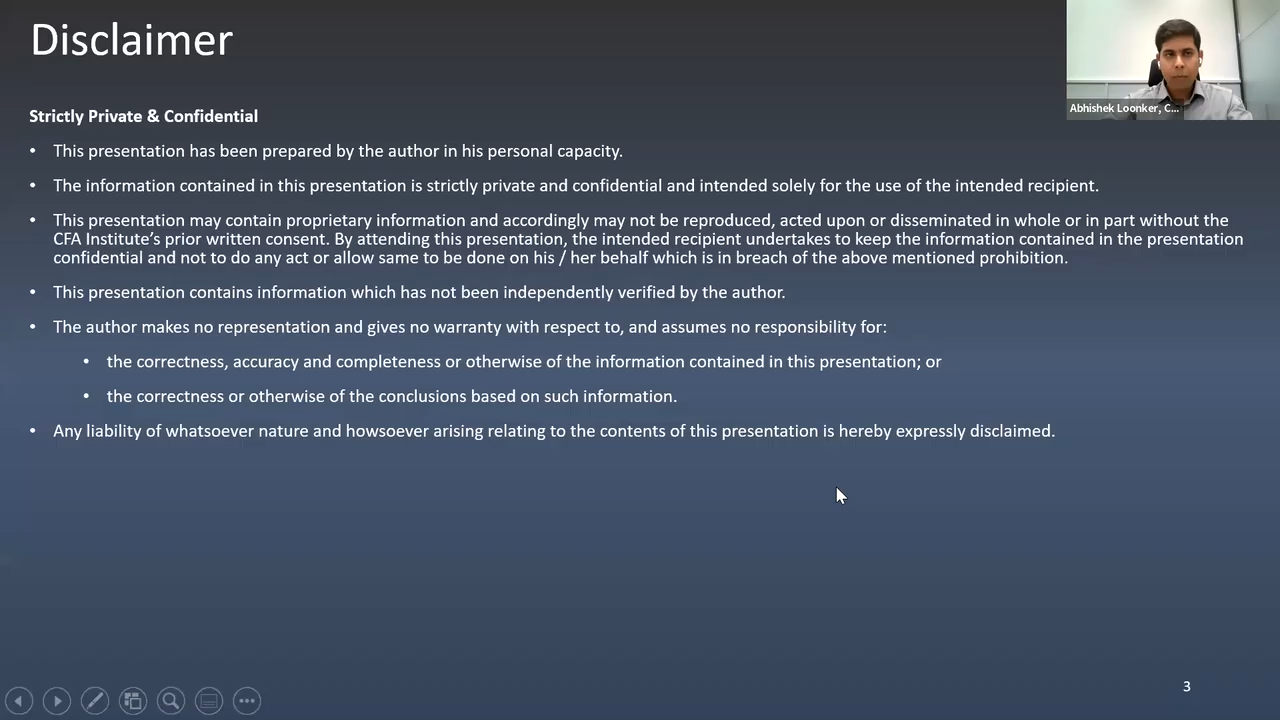 Disclaimer
Abhishek Loonker, C...
Strictly Private & Confidential
• This presentation has been prepared by the author in his personal capacity.
• The information contained in this presentation is strictly private and confidential and intended solely for the use of the intended recipient.
• This presentation may contain proprietary information and accordingly may not be reproduced, acted upon or disseminated in whole or in part without the
CFA Institute’s prior written consent. By attending this presentation, the intended recipient undertakes to keep the information contained in the presentation
confidential and not to do any act or allow same to be done on his / her behalf which is in breach of the above mentioned prohibition.
• This presentation contains information which has not been independently verified by the author.
• The author makes no representation and gives no warranty with respect to, and assumes no responsibility for:
• the correctness, accuracy and completeness or otherwise of the information contained in this presentation; or
• the correctness or otherwise of the conclusions based on such information.
• Any liability of whatsoever nature and howsoever arising relating to the contents of this presentation is hereby expressly disclaimed.
3